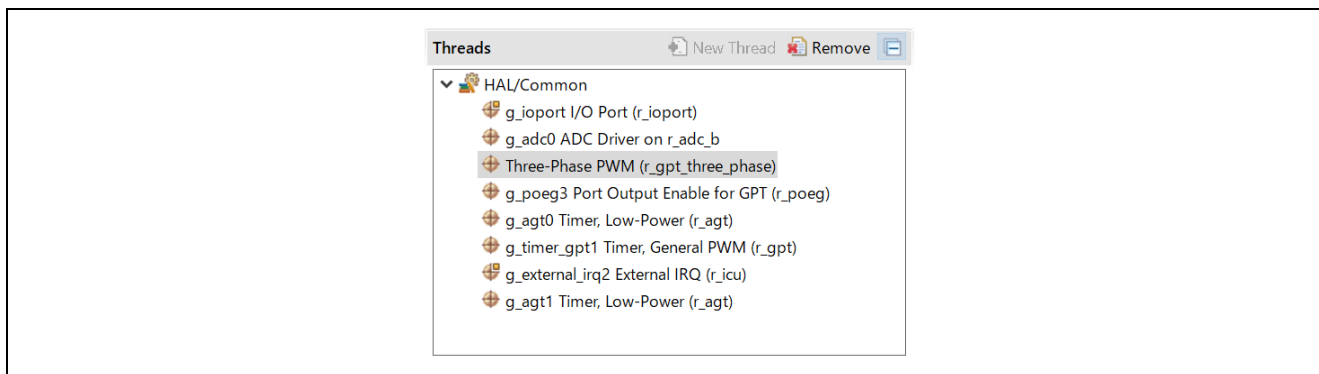 Threads New Thread Remove
HAL/Common
g_ioport I/O Port (r_ioport)
g_adc0 ADC Driver on r_adc_b
Three-Phase PWM (r_gpt_three_phase)
g_poeg3 Port Output Enable for GPT (r_poeg)
g_agt0 Timer, Low-Power (r_agt)
g_timer_gpt1 Timer, General PWM (r_gpt)
g_external_irq2 External IRQ (r_icu)
g_agt1 Timer, Low-Power (r_agt)